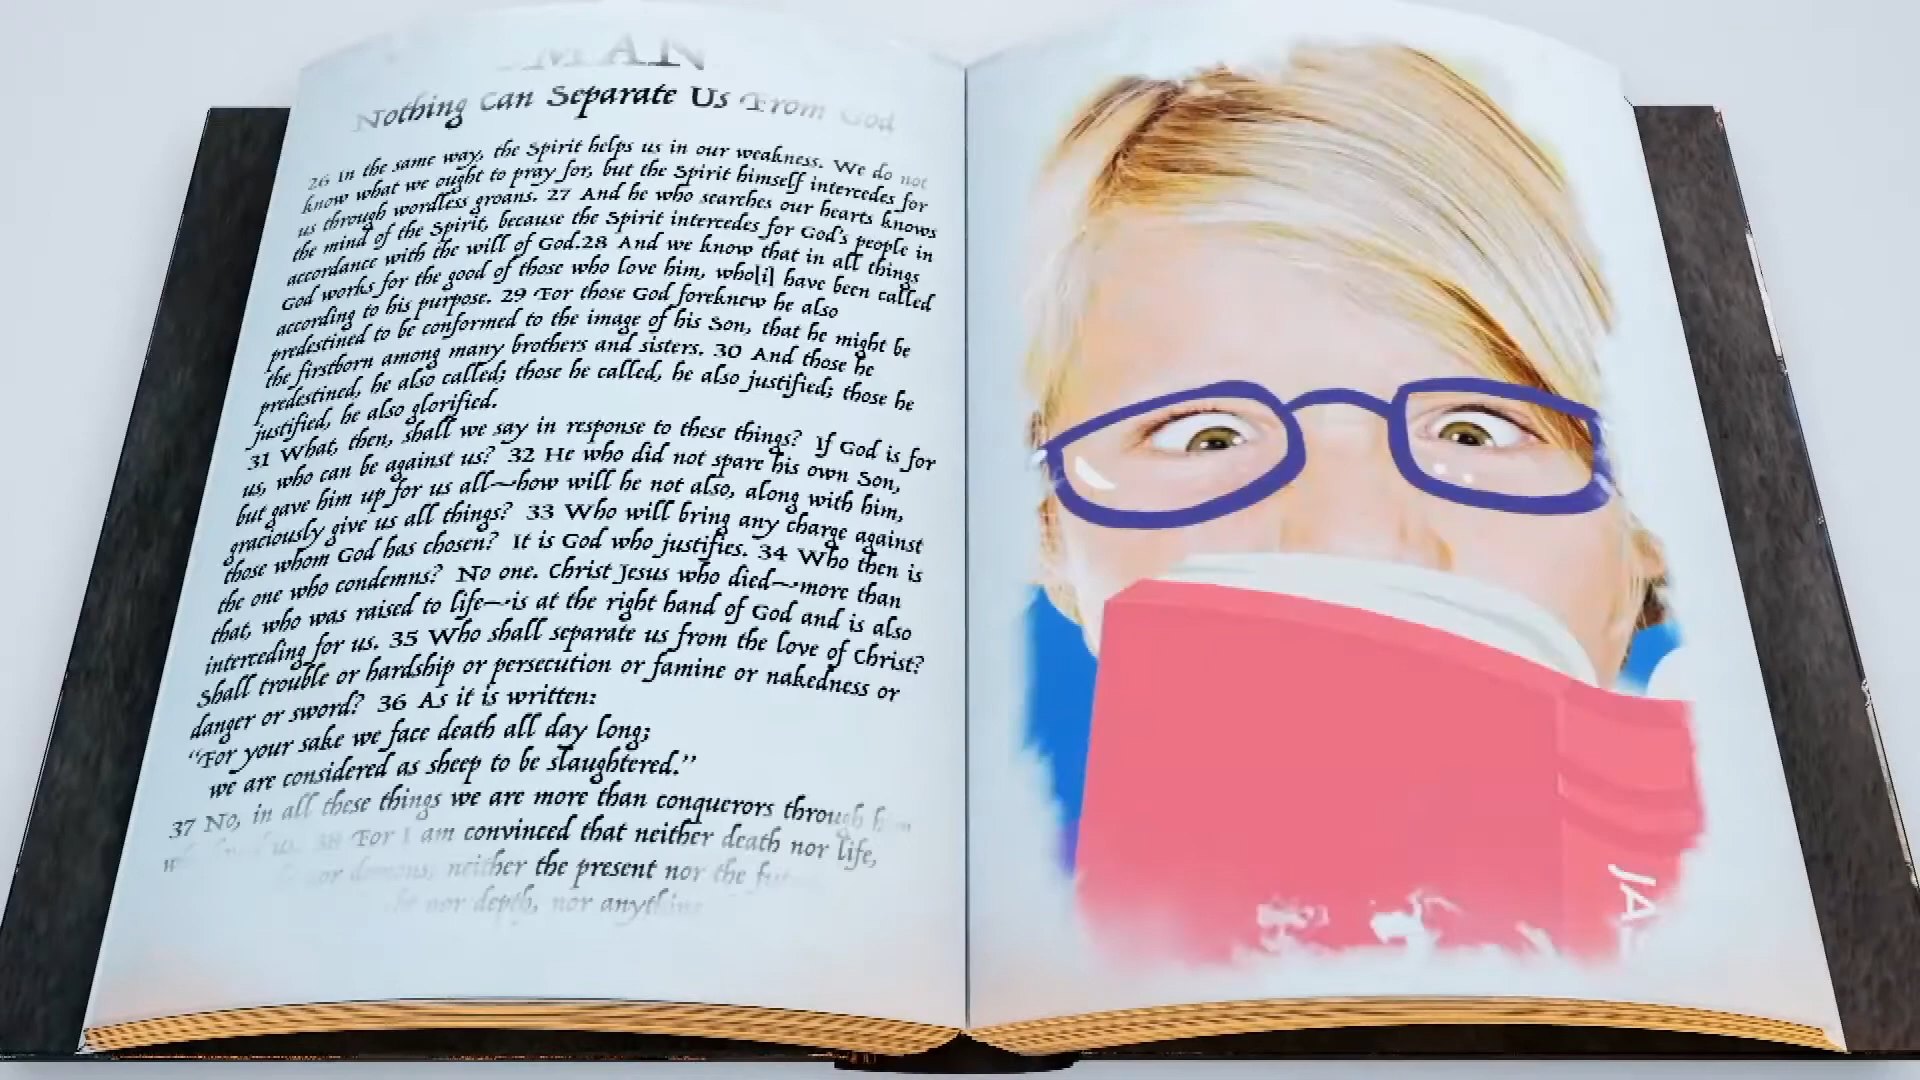 MAN
Nothing Can Separate Us From God
26 In the same way, the Spirit helps us in our weakness. We do not
know what we ought to pray for, but the Spirit himself intercedes for
us through wordless groans. 27 And he who searches our hearts knows
the mind of the Spirit, because the Spirit intercedes for God's people in
accordance with the will of God.28 And we know that in all things
God works for the good of those who love him, who[i] have been called
according to his purpose. 29 For those God foreknew he also
predestined to be conformed to the image of his Son, that he might be
the firstborn among many brothers and sisters. 30 And those he
predestined, he also called; those he called, he also justified; those he
justified, he also glorified.
31 What, then, shall we say in response to these things? If God is for
us, who can be against us? 32 He who did not spare his own Son,
but gave him up for us all—how will he not also, along with him,
graciously give us all things? 33 Who will bring any charge against
those whom God has chosen? It is God who justifies. 34 Who then is
the one who condemns? No one. Christ Jesus who died—more than
that, who was raised to life—is at the right hand of God and is also
interceding for us. 35 Who shall separate us from the love of Christ?
Shall trouble or hardship or persecution or famine or nakedness or
danger or sword? 36 As it is written:
“For your sake we face death all day long;
we are considered as sheep to be slaughtered.”
37 No, in all these things we are more than conquerors through him
us. 38 For I am convinced that neither death nor life,
nor demons, neither the present nor the
nor depth, nor anything